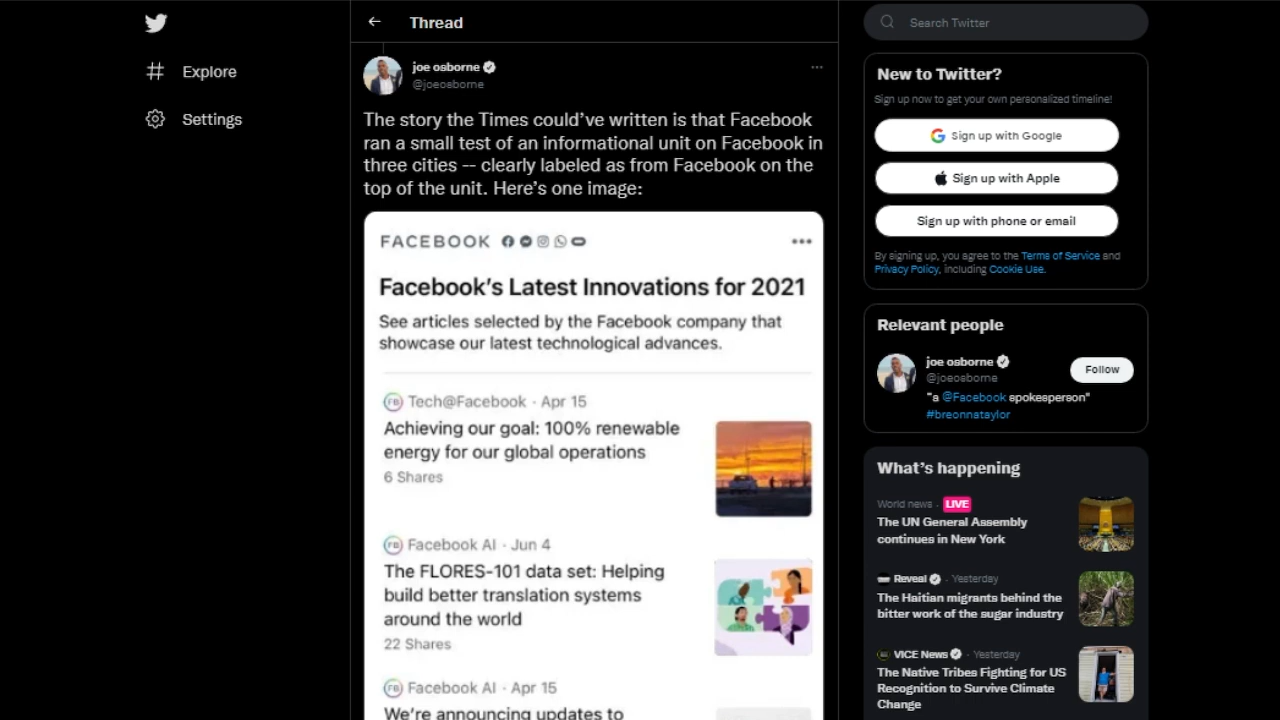 Explore
Settings
Thread
joe osborne
@joeosborne
The story the Times could've written is that Facebook
ran a small test of an informational unit on Facebook in
three cities -- clearly labeled as from Facebook on the
top of the unit. Here's one image:
FACEBOOK
Facebook's Latest Innovations for 2021
See articles selected by the Facebook company that
showcase our latest technological advances.
FB Tech@Facebook · Apr 15
Achieving our goal: 100% renewable
energy for our global operations
6 Shares
FB Facebook AI · Jun 4
The FLORES-101 data set: Helping
build better translation systems
around the world
22 Shares
FB Facebook AI · Apr 15
We're announcing updates to
Search Twitter
New to Twitter?
Sign up now to get your own personalized timeline!
Sign up with Google
Sign up with Apple
Sign up with phone or email
By signing up, you agree to the Terms of Service and
Privacy Policy, including Cookie Use.
Relevant people
joe osborne
@joeosborne
Follow
"a @Facebook spokesperson"
#breonnataylor
What's happening
World news · LIVE
The UN General Assembly
continues in New York
Reveal · Yesterday
The Haitian migrants behind the
bitter work of the sugar industry
VICE News · Yesterday
The Native Tribes Fighting for US
Recognition to Survive Climate
Change